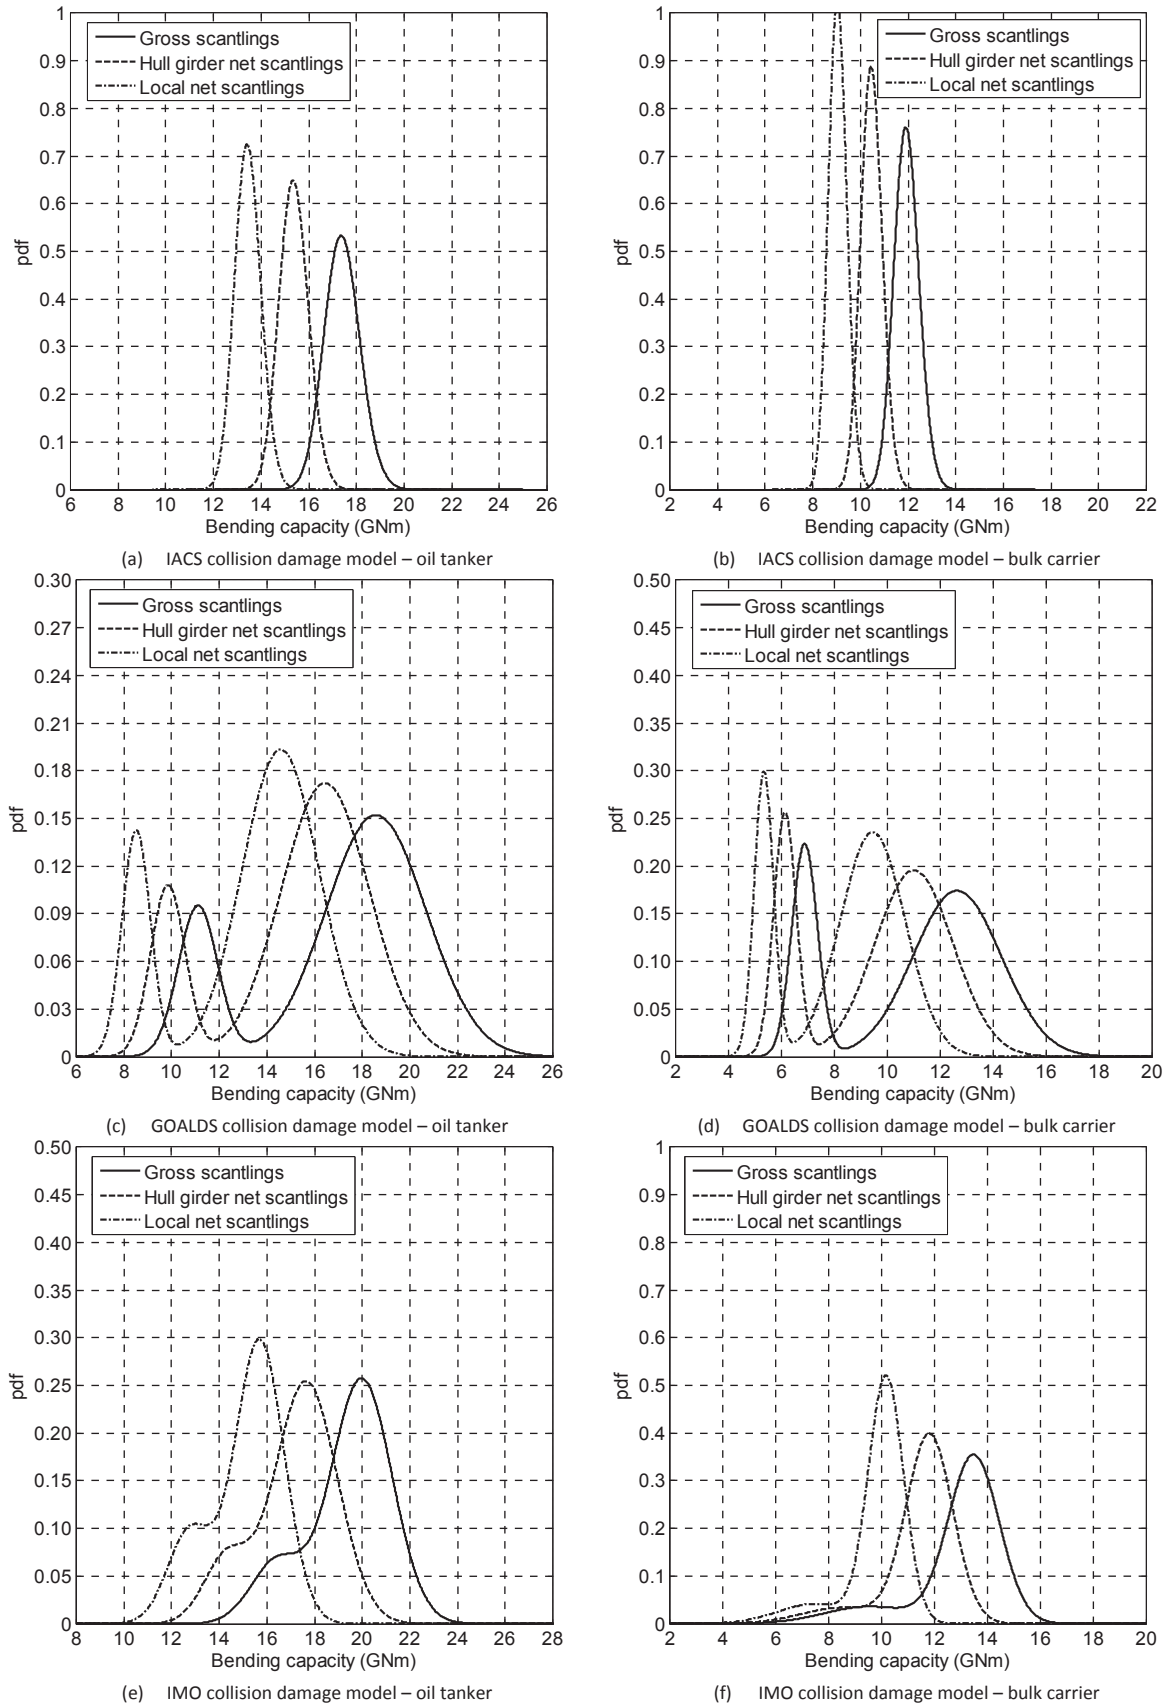 1
0.9
0.8
0.7
0.6
0.5
0.4
0.3
0.2
0.1
0
pdf
Gross scantlings
Hull girder net scantlings
Local net scantlings
6 8 10 12 14 16 18 20 22 24 26
Bending capacity (GNm)
(a) IACS collision damage model – oil tanker
1
0.9
0.8
0.7
0.6
0.5
0.4
0.3
0.2
0.1
0
pdf
Gross scantlings
Hull girder net scantlings
Local net scantlings
2 4 6 8 10 12 14 16 18 20 22
Bending capacity (GNm)
(b) IACS collision damage model – bulk carrier
0.30
0.27
0.24
0.21
0.18
0.15
0.12
0.09
0.06
0.03
0
pdf
Gross scantlings
Hull girder net scantlings
Local net scantlings
6 8 10 12 14 16 18 20 22 24 26
Bending capacity (GNm)
(c) GOALDS collision damage model – oil tanker
0.50
0.45
0.40
0.35
0.30
0.25
0.20
0.15
0.10
0.05
0
pdf
Gross scantlings
Hull girder net scantlings
Local net scantlings
2 4 6 8 10 12 14 16 18 20
Bending capacity (GNm)
(d) GOALDS collision damage model – bulk carrier
0.50
0.45
0.40
0.35
0.30
0.25
0.20
0.15
0.10
0.05
0
pdf
Gross scantlings
Hull girder net scantlings
Local net scantlings
8 10 12 14 16 18 20 22 24 26 28
Bending capacity (GNm)
(e) IMO collision damage model – oil tanker
1
0.9
0.8
0.7
0.6
0.5
0.4
0.3
0.2
0.1
0
pdf
Gross scantlings
Hull girder net scantlings
Local net scantlings
2 4 6 8 10 12 14 16 18 20
Bending capacity (GNm)
(f) IMO collision damage model – bulk carrier